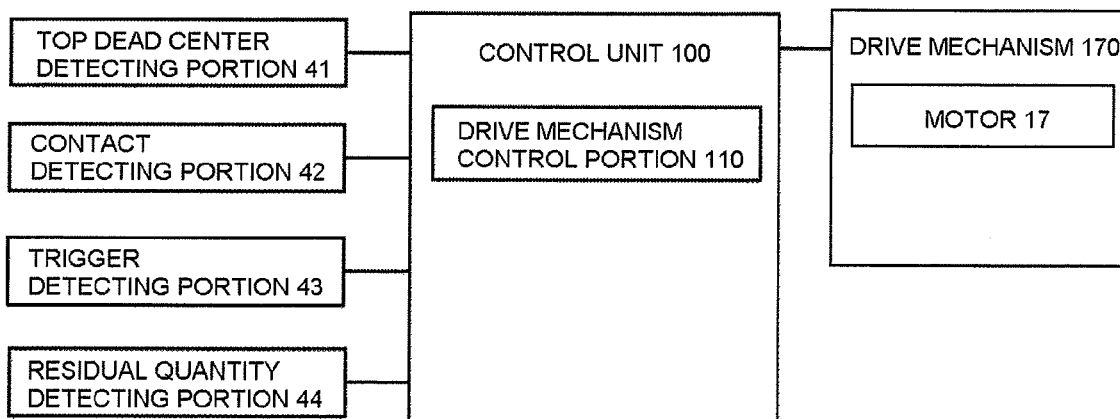 TOP DEAD CENTER
DETECTING PORTION 41
CONTACT
DETECTING PORTION 42
TRIGGER
DETECTING PORTION 43
RESIDUAL QUANTITY
DETECTING PORTION 44
CONTROL UNIT 100
DRIVE MECHANISM
CONTROL PORTION 110
DRIVE MECHANISM 170
MOTOR 17